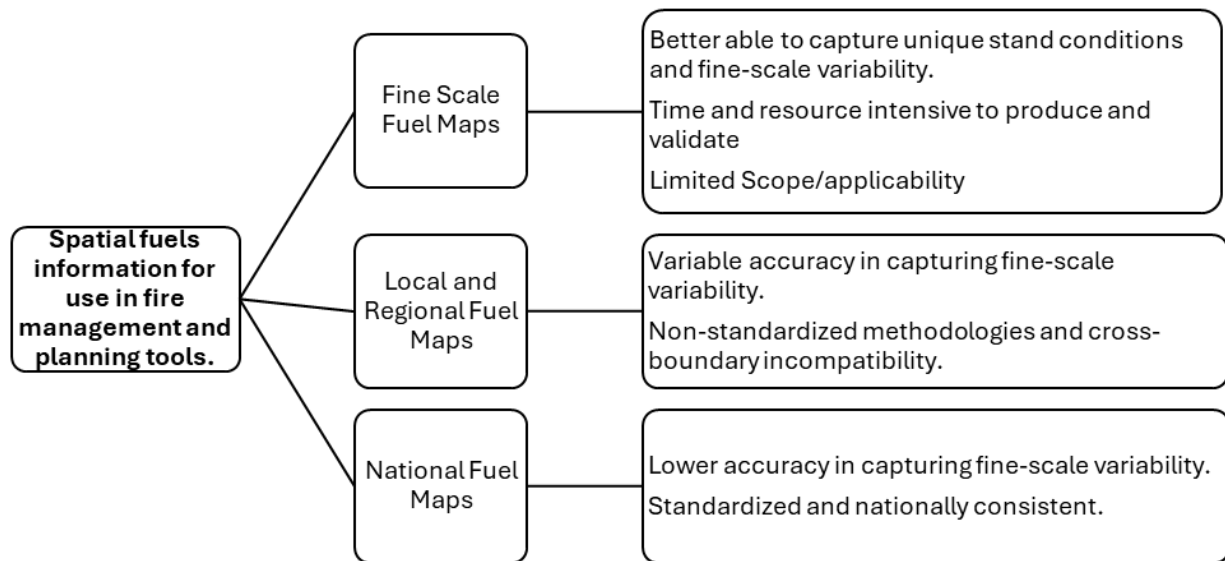 Spatial fuels
information for
use in fire
management and
planning tools.
Fine Scale
Fuel Maps
Better able to capture unique stand conditions
and fine-scale variability.
Time and resource intensive to produce and
validate
Limited Scope/applicability
Local and
Regional Fuel
Maps
Variable accuracy in capturing fine-scale
variability.
Non-standardized methodologies and cross-
boundary incompatibility.
National Fuel
Maps
Lower accuracy in capturing fine-scale variability.
Standardized and nationally consistent.